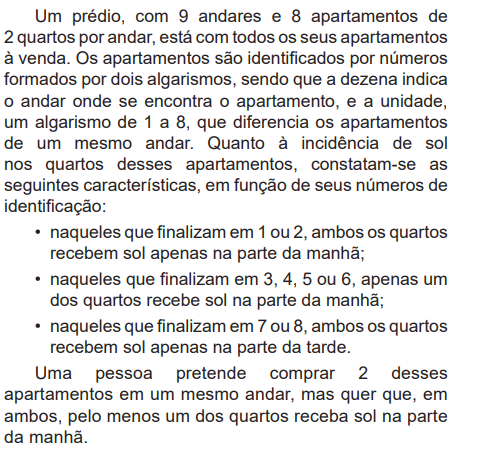 Um prédio, com 9 andares e 8 apartamentos de
2 quartos por andar, está com todos os seus apartamentos
à venda. Os apartamentos são identificados por números
formados por dois algarismos, sendo que a dezena indica
o andar onde se encontra o apartamento, e a unidade,
um algarismo de 1 a 8, que diferencia os apartamentos
de um mesmo andar. Quanto à incidência de sol
nos quartos desses apartamentos, constatam-se as
seguintes características, em função de seus números de
identificação:
• naqueles que finalizam em 1 ou 2, ambos os quartos
recebem sol apenas na parte da manhã;
• naqueles que finalizam em 3, 4, 5 ou 6, apenas um
dos quartos recebe sol na parte da manhã;
• naqueles que finalizam em 7 ou 8, ambos os quartos
recebem sol apenas na parte da tarde.
Uma pessoa pretende comprar 2 desses
apartamentos em um mesmo andar, mas quer que, em
ambos, pelo menos um dos quartos receba sol na parte
da manhã.